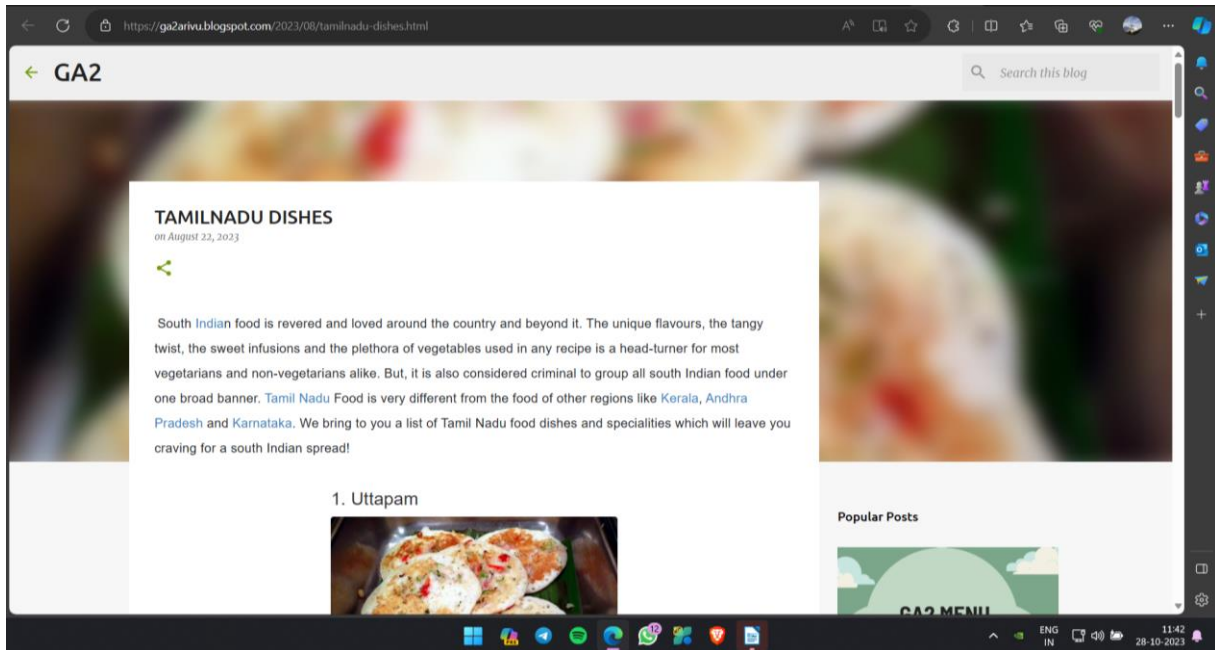 https://ga2arivu.blogspot.com/2023/08/tamilnadu-dishes.html
GA2
Search this blog
TAMILNADU DISHES
on August 22, 2023
South Indian food is revered and loved around the country and beyond it. The unique flavours, the tangy
twist, the sweet infusions and the plethora of vegetables used in any recipe is a head-turner for most
vegetarians and non-vegetarians alike. But, it is also considered criminal to group all south Indian food under
one broad banner. Tamil Nadu Food is very different from the food of other regions like Kerala, Andhra
Pradesh and Karnataka. We bring to you a list of Tamil Nadu food dishes and specialities which will leave you
craving for a south Indian spread!
1. Uttapam
Popular Posts
GA2 MENU
12
ENG
IN
11:42
28-10-2023